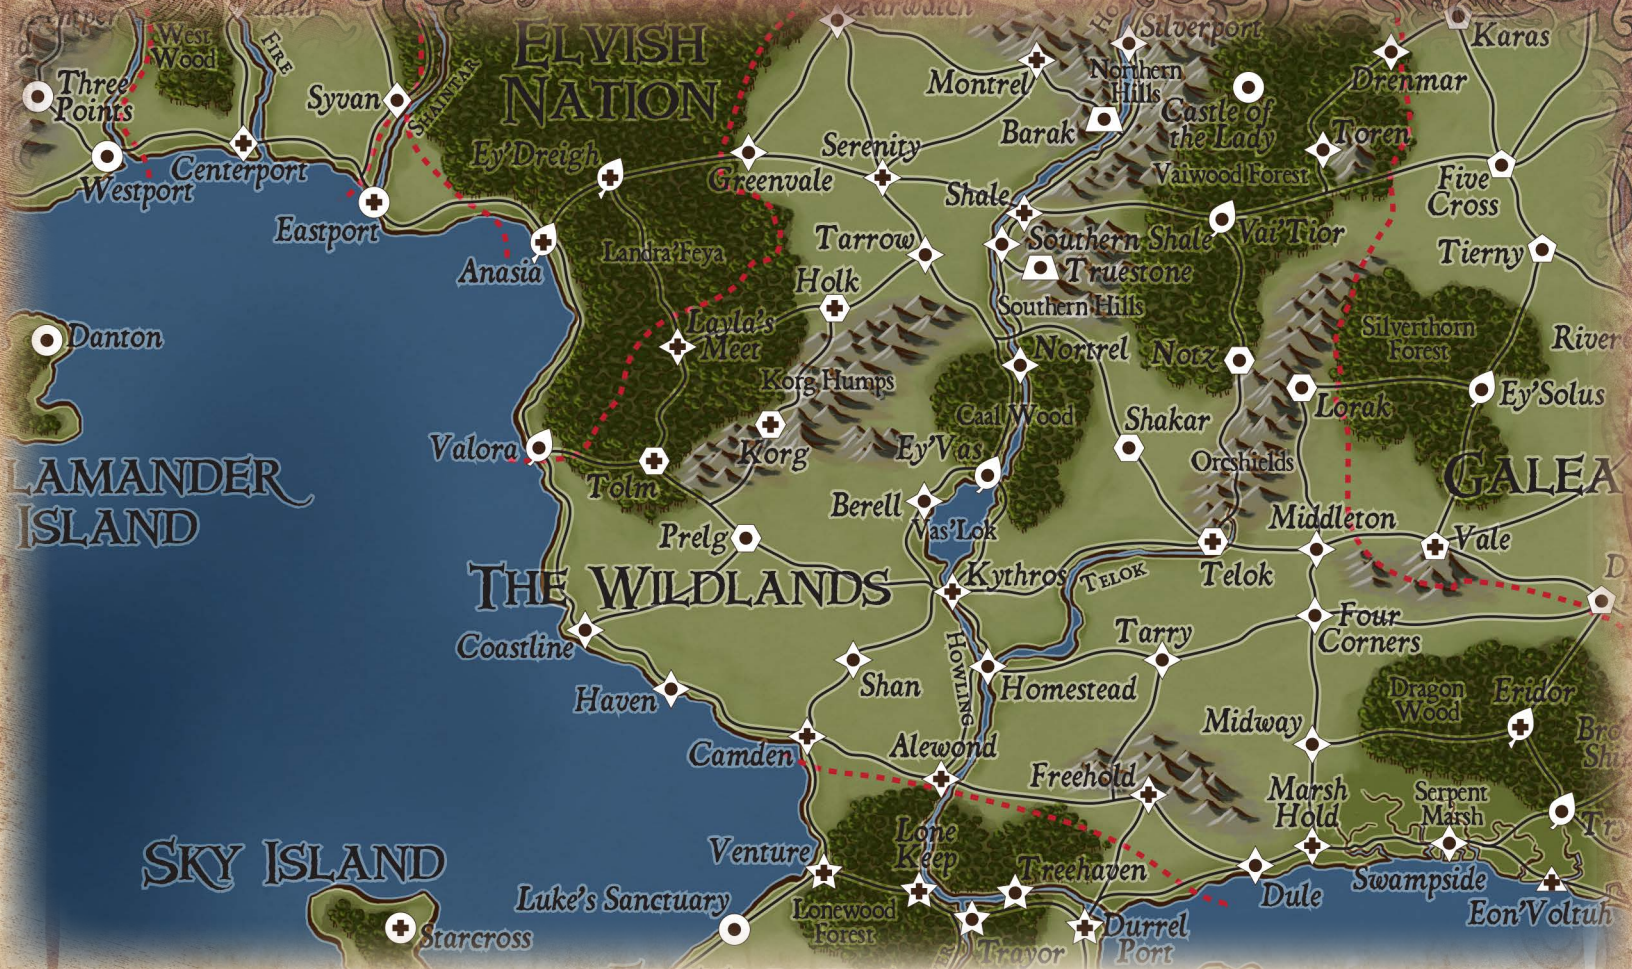 Farwatch
West
Wood
FIRE
SHAINTAR
ELVISH
NATION
Silverport
Karas
Three
Points
Syvan
Montrel
Northern
Hills
Castle of
the Lady
Drenmar
Barak
Toren
Westport
Centerport
Ey'Dreigh
Greenvale
Serenity
Vaiwood Forest
Five
Cross
Shale
Eastport
Anasia
Landra'Feya
Tarrow
Southern Shale
Vai'Tior
Tierny
Truestone
Holk
Southern Hills
Danton
Layla's
Meet
Nortrel
Notz
Silverthorn
Forest
Korg Humps
Lorak
Ey'Solus
Caal Wood
Shakar
Valora
Korg
Ey'Vas
Orcshields
GALEA
LAMANDER
ISLAND
Tolm
Berell
Vas'Lok
Prelg
Middleton
Vale
THE WILDLANDS
Kythros
TELOK
Telok
Coastline
Tarry
Four
Corners
Shan
HOWLING
Homestead
Dragon
Wood
Eridor
Haven
Midway
Camden
Alewond
Freehold
Marsh
Hold
Serpent
Marsh
SKY ISLAND
Venture
Lone
Keep
Treehaven
Dule
Swampside
Luke's Sanctuary
Lonewood
Forest
Durrel
Port
Eon'Voltuh
Starcross
Trayor